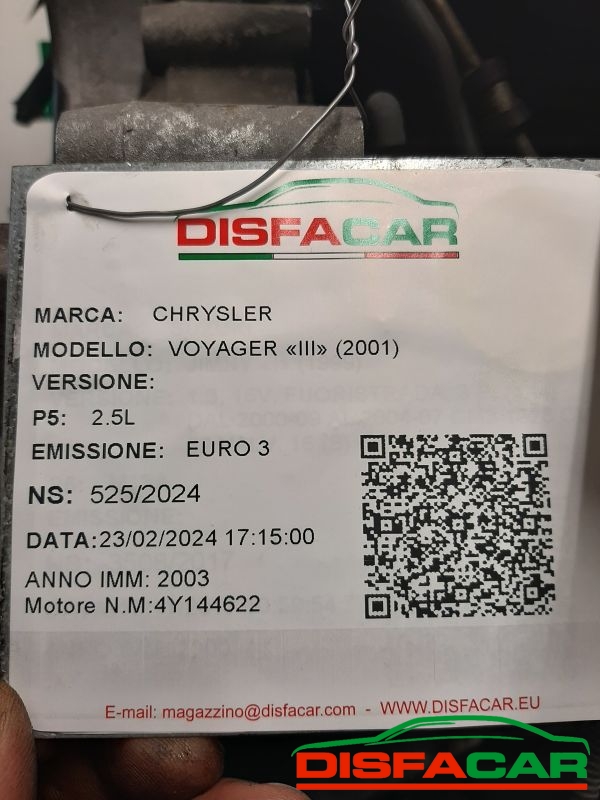 DISFACAR
MARCA: CHRYSLER
MODELLO: VOYAGER «III» (2001)
VERSIONE:
P5: 2.5L
EMISSIONE: EURO 3
NS: 525/2024
DATA:23/02/2024 17:15:00
ANNO IMM: 2003
Motore N.M:4Y144622
E-mail: magazzino@disfacar.com - WWW.DISFACAR.EU
DISFACAR